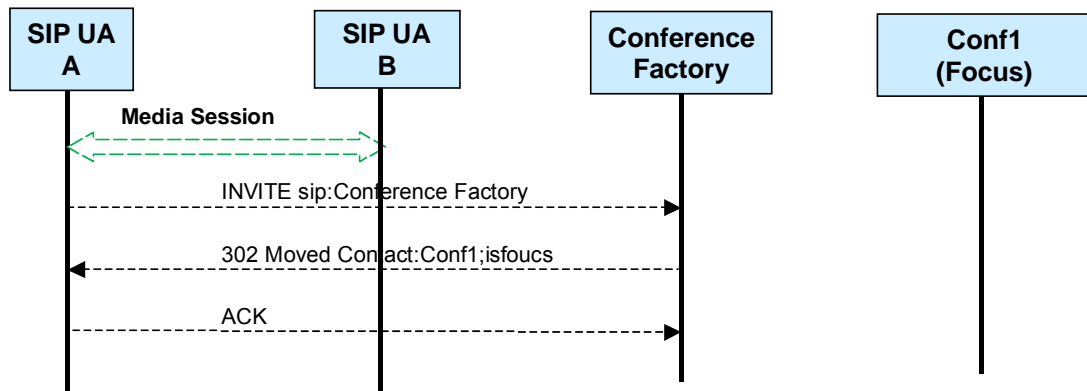 SIP UA
A
SIP UA
B
Conference
Factory
Conf1
(Focus)
Media Session
INVITE sip:Conference Factory
302 Moved Contact:Conf1;isfoucs
ACK